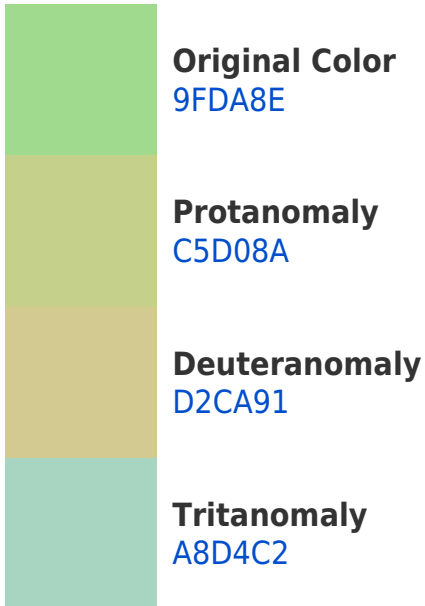 Original Color
9FDA8E
Protanomaly
C5D08A
Deuteranomaly
D2CA91
Tritanomaly
A8D4C2